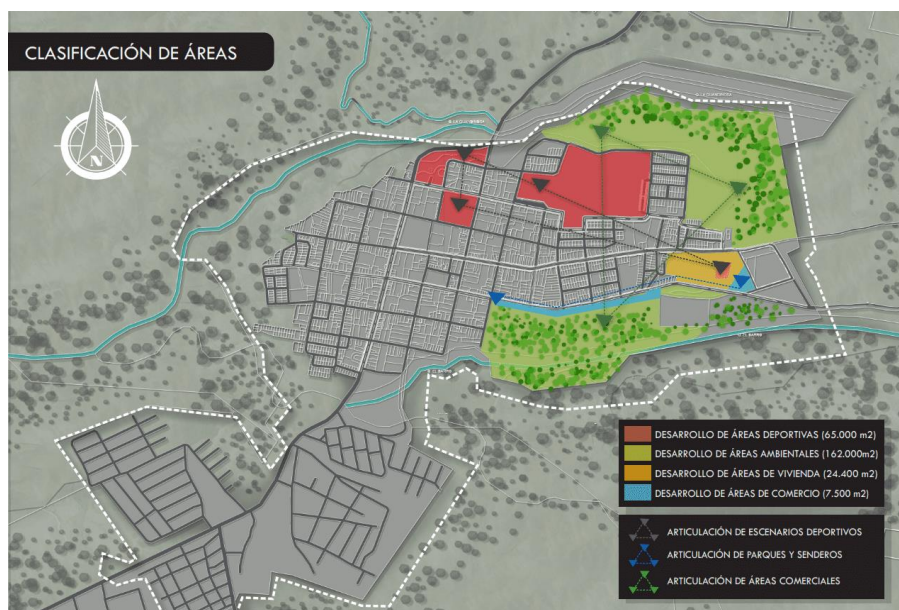 CLASIFICACIÓN DE ÁREAS
N
DESARROLLO DE ÁREAS DEPORTIVAS (65.000 m2)
DESARROLLO DE ÁREAS AMBIENTALES (162.000m2)
DESARROLLO DE ÁREAS DE VIVIENDA (24.400 m2)
DESARROLLO DE ÁREAS DE COMERCIO (7.500 m2)
ARTICULACIÓN DE ESCENARIOS DEPORTIVOS
ARTICULACIÓN DE PARQUES Y SENDEROS
ARTICULACIÓN DE ÁREAS COMERCIALES